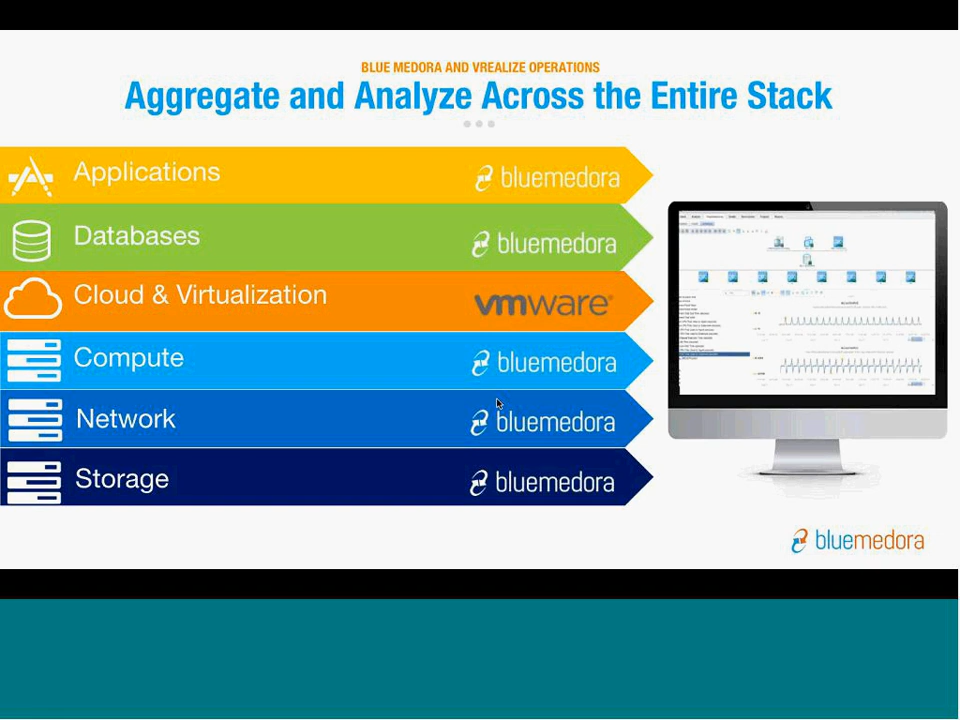 BLUE MEDORA AND VREALIZE OPERATIONS
Aggregate and Analyze Across the Entire Stack
Applications
bluemedora
Databases
bluemedora
Cloud & Virtualization
vmware®
Compute
bluemedora
Network
bluemedora
Storage
bluemedora
bluemedora